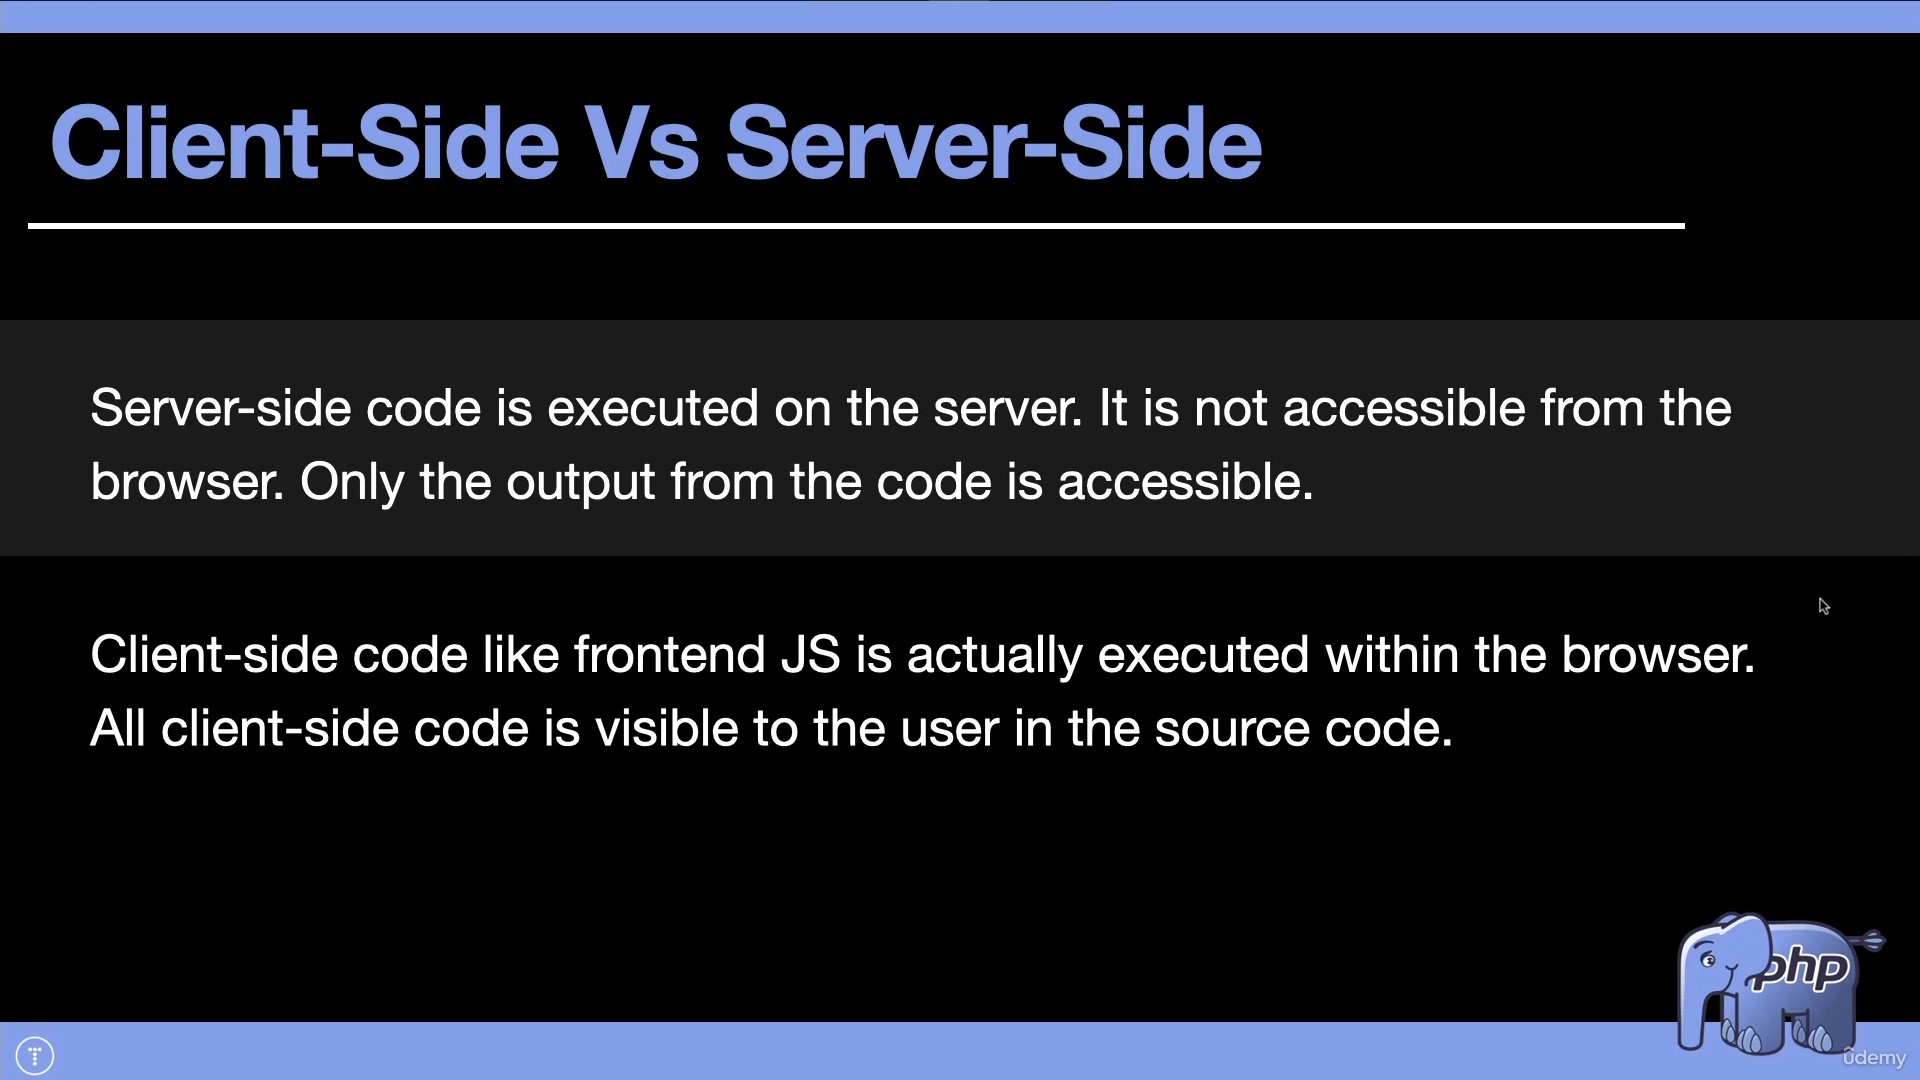 Client-Side Vs Server-Side
Server-side code is executed on the server. It is not accessible from the
browser. Only the output from the code is accessible.
Client-side code like frontend JS is actually executed within the browser.
All client-side code is visible to the user in the source code.
php
ûdemy